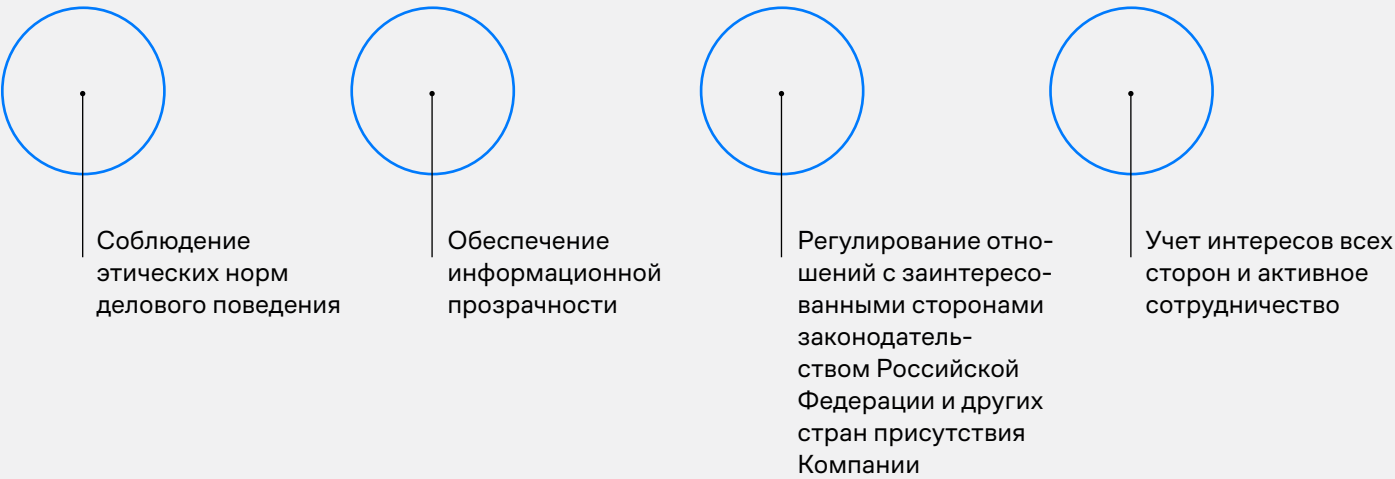 Соблюдение
этических норм
делового поведения
Обеспечение
информационной
прозрачности
Регулирование отно-
шений с заинтересо-
ванными сторонами
законодатель-
ством Российской
Федерации и других
стран присутствия
Компании
Учет интересов всех
сторон и активное
сотрудничество